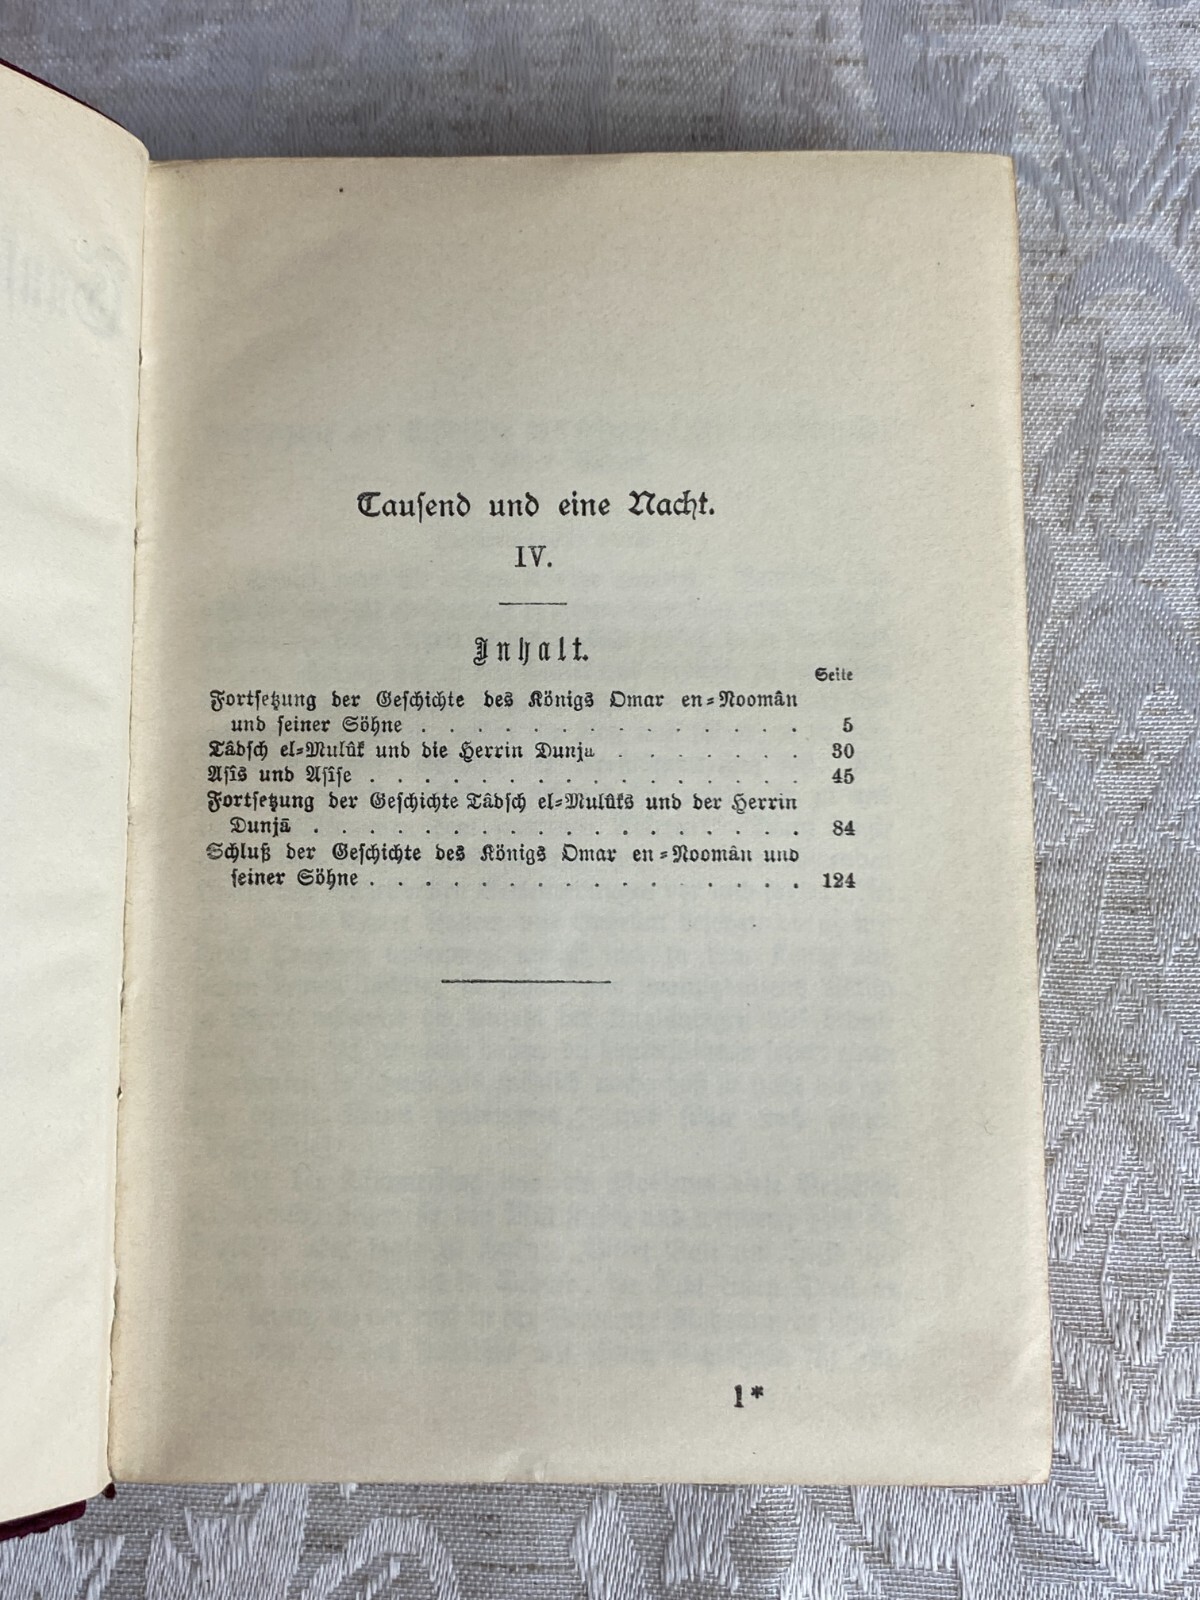 Tauſend und eine Nacht.
IV.
Inhalt.
Seite
Fortſetzung der Geſchichte des Königs Omar en-Noomân
und ſeiner Söhne . . . . . . . . . . . . . . . 5
Tâdſch el-Mulûk und die Herrin Dunja . . . . . . . 30
Aſîs und Aſîſe . . . . . . . . . . . . . . . . 45
Fortſetzung der Geſchichte Tâdſch el-Mulûks und der Herrin
Dunjā . . . . . . . . . . . . . . . . . . 84
Schluß der Geſchichte des Königs Omar en-Noomân und
ſeiner Söhne . . . . . . . . . . . . . . . . 124
1*